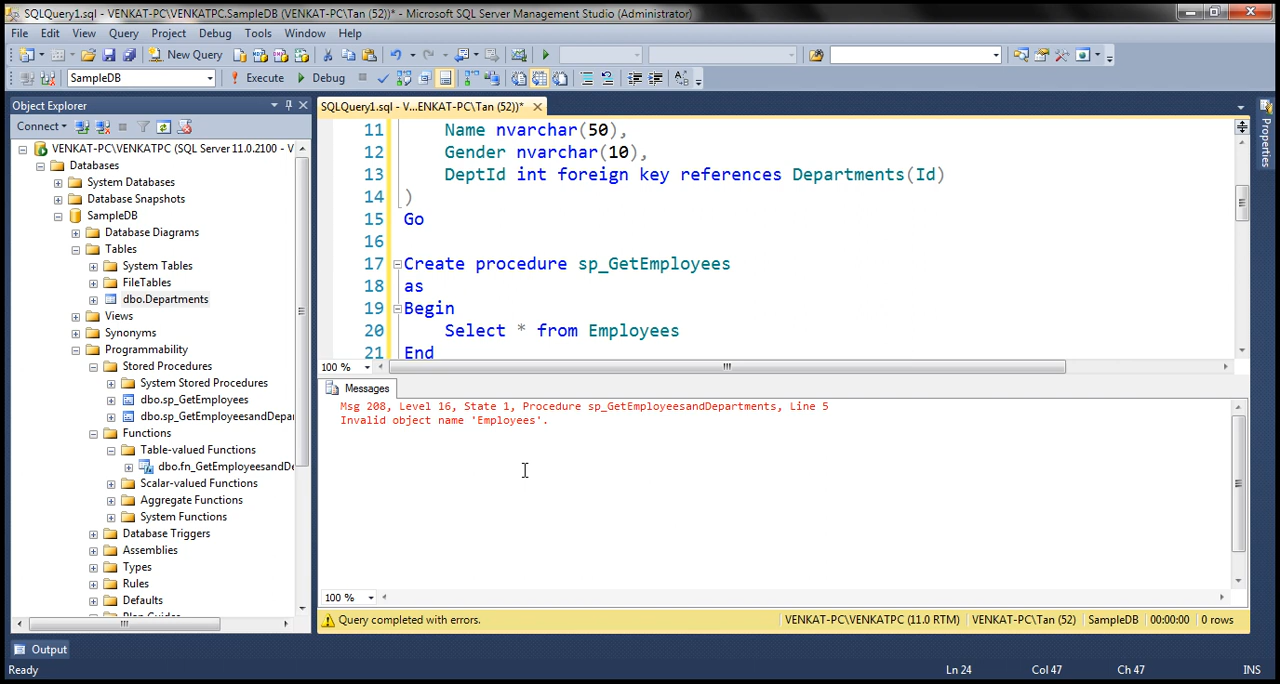 SQLQuery1.sql - VENKAT-PC\VENKATPC.SampleDB (VENKAT-PC\Tan (52))* - Microsoft SQL Server Management Studio (Administrator)
File Edit View Query Project Debug Tools Window Help
New Query
SampleDB Execute Debug
Object Explorer
Connect
VENKAT-PC\VENKATPC (SQL Server 11.0.2100 - V
Databases
System Databases
Database Snapshots
SampleDB
Database Diagrams
Tables
System Tables
FileTables
dbo.Departments
Views
Synonyms
Programmability
Stored Procedures
System Stored Procedures
dbo.sp_GetEmployees
dbo.sp_GetEmployeesandDepar
Functions
Table-valued Functions
dbo.fn_GetEmployeesandDe
Scalar-valued Functions
Aggregate Functions
System Functions
Database Triggers
Assemblies
Types
Rules
Defaults
SQLQuery1.sql - V...ENKAT-PC\Tan (52))*
11 Name nvarchar(50),
12 Gender nvarchar(10),
13 DeptId int foreign key references Departments(Id)
14 )
15 Go
16
17 Create procedure sp_GetEmployees
18 as
19 Begin
20 Select * from Employees
21 End
100 %
Messages
Msg 208, Level 16, State 1, Procedure sp_GetEmployeesandDepartments, Line 5
Invalid object name 'Employees'.
100 %
Query completed with errors. VENKAT-PC\VENKATPC (11.0 RTM) VENKAT-PC\Tan (52) SampleDB 00:00:00 0 rows
Properties
Output
Ready Ln 24 Col 47 Ch 47 INS